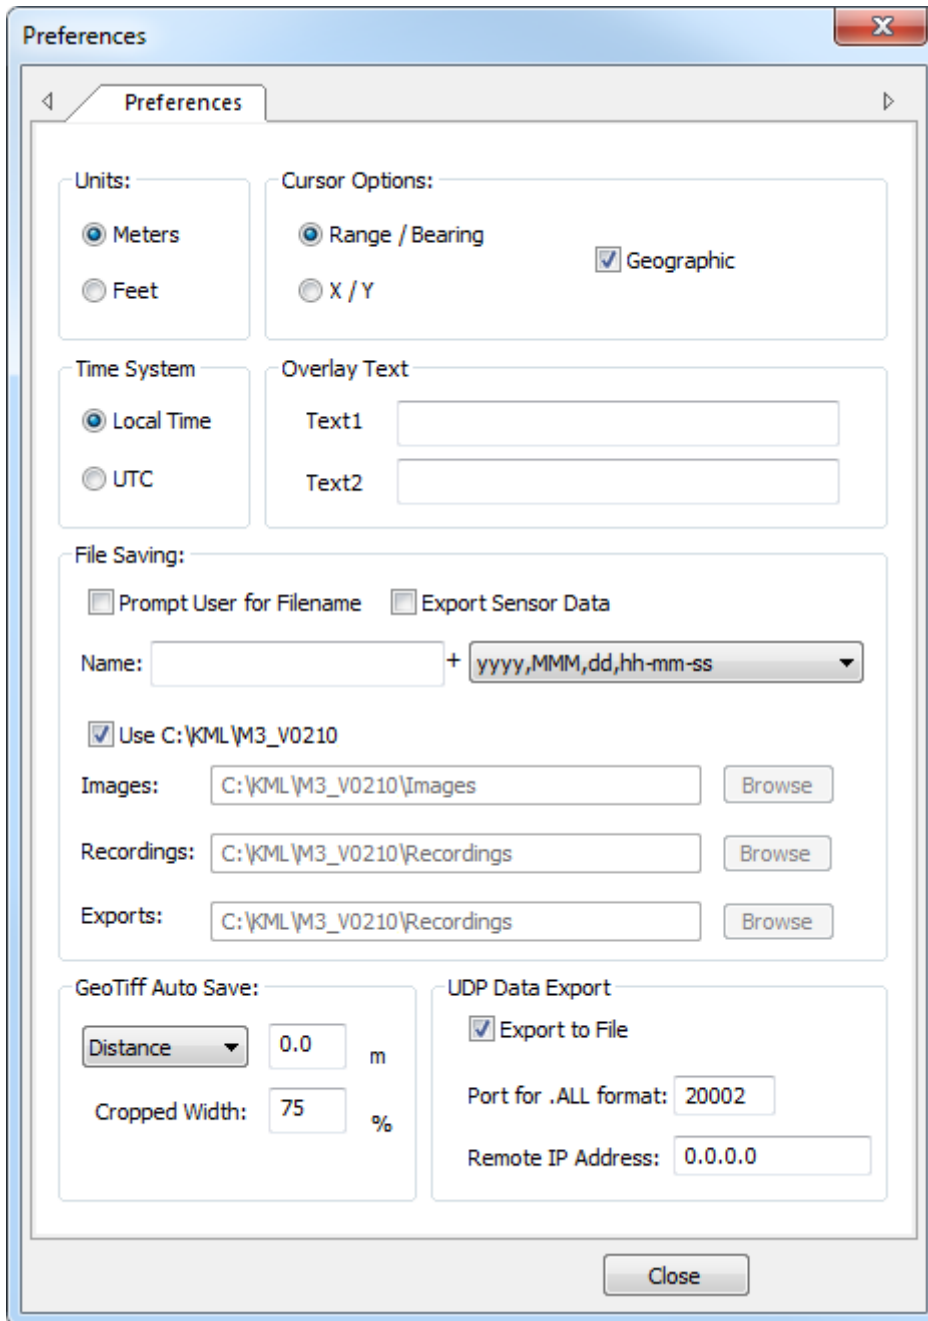 Preferences
Preferences
Units:
Cursor Options:
Meters
Range / Bearing
Geographic
Feet
X / Y
Time System
Overlay Text
Local Time
Text1
UTC
Text2
File Saving:
Prompt User for Filename
Export Sensor Data
Name:
+
yyyy,MMM,dd,hh-mm-ss
Use C:\KML\M3_V0210
Images:
C:\KML\M3_V0210\Images
Browse
Recordings:
C:\KML\M3_V0210\Recordings
Browse
Exports:
C:\KML\M3_V0210\Recordings
Browse
GeoTiff Auto Save:
UDP Data Export
Distance
0.0
m
Export to File
Cropped Width:
75
%
Port for .ALL format:
20002
Remote IP Address:
0.0.0.0
Close